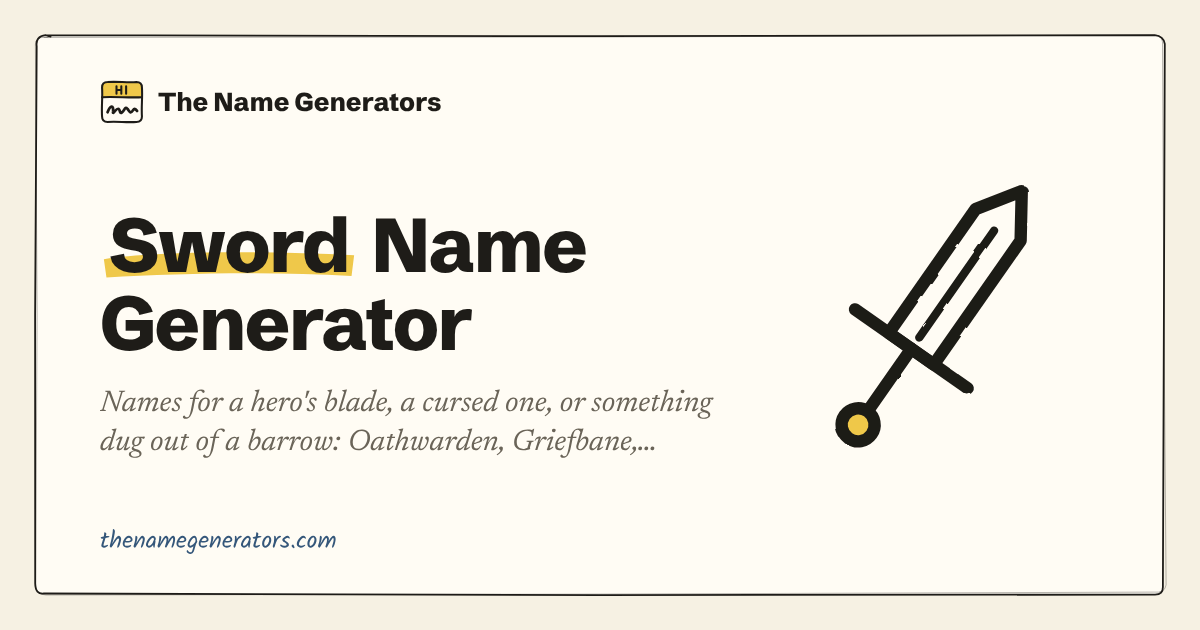 HI
The Name Generators
Sword Name
Generator
Names for a hero's blade, a cursed one, or something
dug out of a barrow: Oathwarden, Griefbane,...
thenamegenerators.com